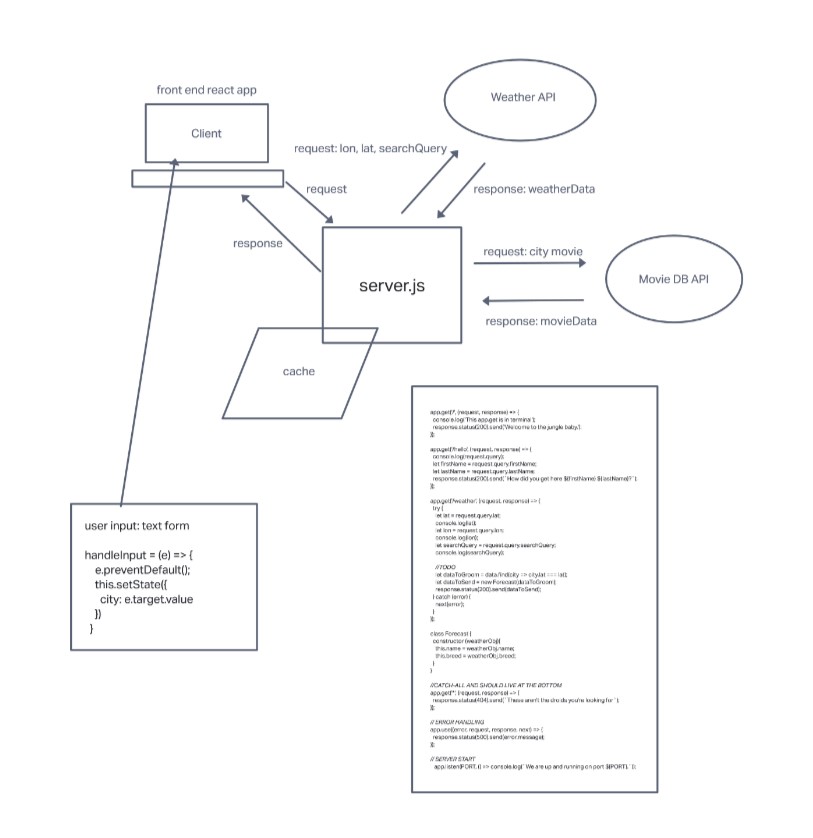 front end react app
Client
Weather API
request: lon, lat, searchQuery
request
response: weatherData
response
request: city movie
server.js
Movie DB API
response: movieData
cache
user input: text form
handleInput = (e) => {
e.preventDefault();
this.setState({
city: e.target.value
})
}
app.get('/', (request, response) => {
console.log('This app.get is in terminal');
response.status(200).send('Welcome to the jungle baby');
});
app.get('/hello', (request, response) => {
console.log(request.query);
let firstName = request.query.firstName;
let lastName = request.query.lastName;
response.status(200).send(`How did you get here ${firstName} ${lastName}?`);
});
app.get('/weather', (request, response) => {
try {
let lat = request.query.lat;
console.log(lat);
let lon = request.query.lon;
console.log(lon);
let searchQuery = request.query.searchQuery;
console.log(searchQuery);
//TODO
let dataToGroom = data.find(city => city.lat === lat);
let dataToSend = new Forecast(dataToGroom);
response.status(200).send(dataToSend);
} catch (error) {
next(error);
}
});
class Forecast {
constructor (weatherObj){
this.name = weatherObj.name;
this.breed = weatherObj.breed;
}
}
//CATCH-ALL AND SHOULD LIVE AT THE BOTTOM
app.get('*', (request, response) => {
response.status(404).send(`These aren't the droids you're looking for`);
});
// ERROR HANDLING
app.use((error, request, response, next) => {
response.status(500).send(error.message);
});
// SERVER START
app.listen(PORT, () => console.log(`We are up and running on port ${PORT}.`));